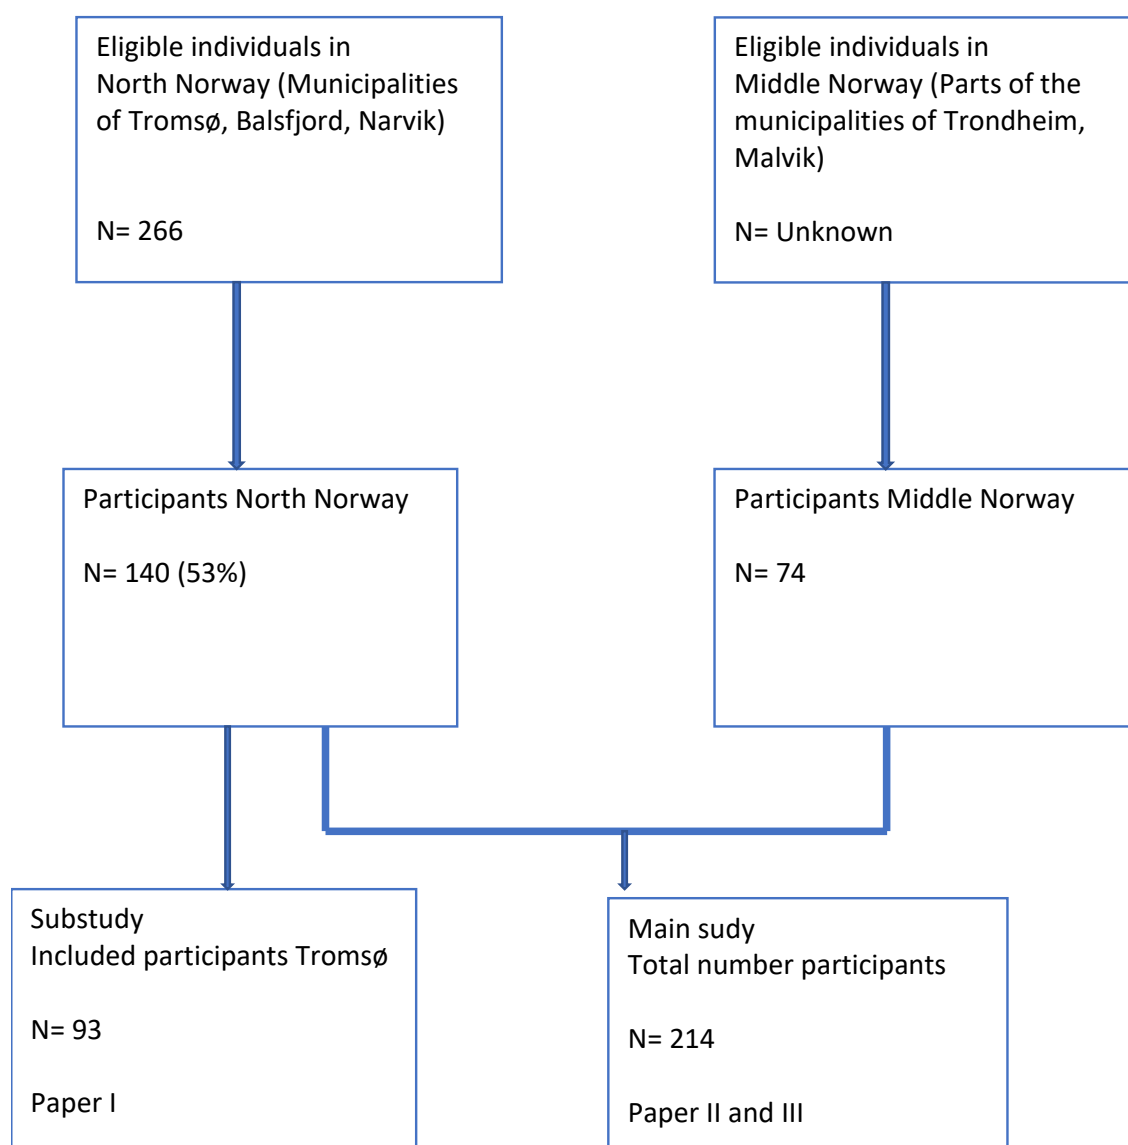 Eligible individuals in
North Norway (Municipalities
of Tromsø, Balsfjord, Narvik)
N= 266
Eligible individuals in
Middle Norway (Parts of the
municipalities of Trondheim,
Malvik)
N= Unknown
Participants North Norway
N= 140 (53%)
Participants Middle Norway
N= 74
Substudy
Included participants Tromsø
N= 93
Paper I
Main sudy
Total number participants
N= 214
Paper II and III